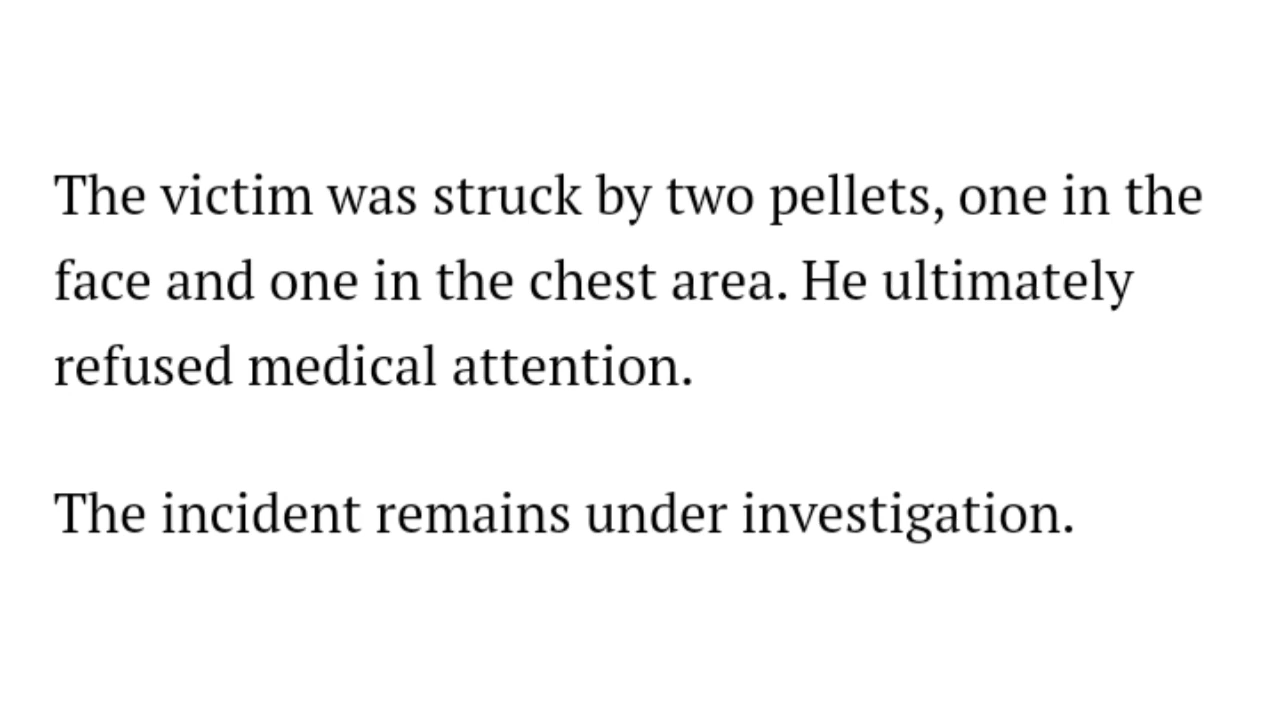 The victim was struck by two pellets, one in the
face and one in the chest area. He ultimately
refused medical attention.
The incident remains under investigation.